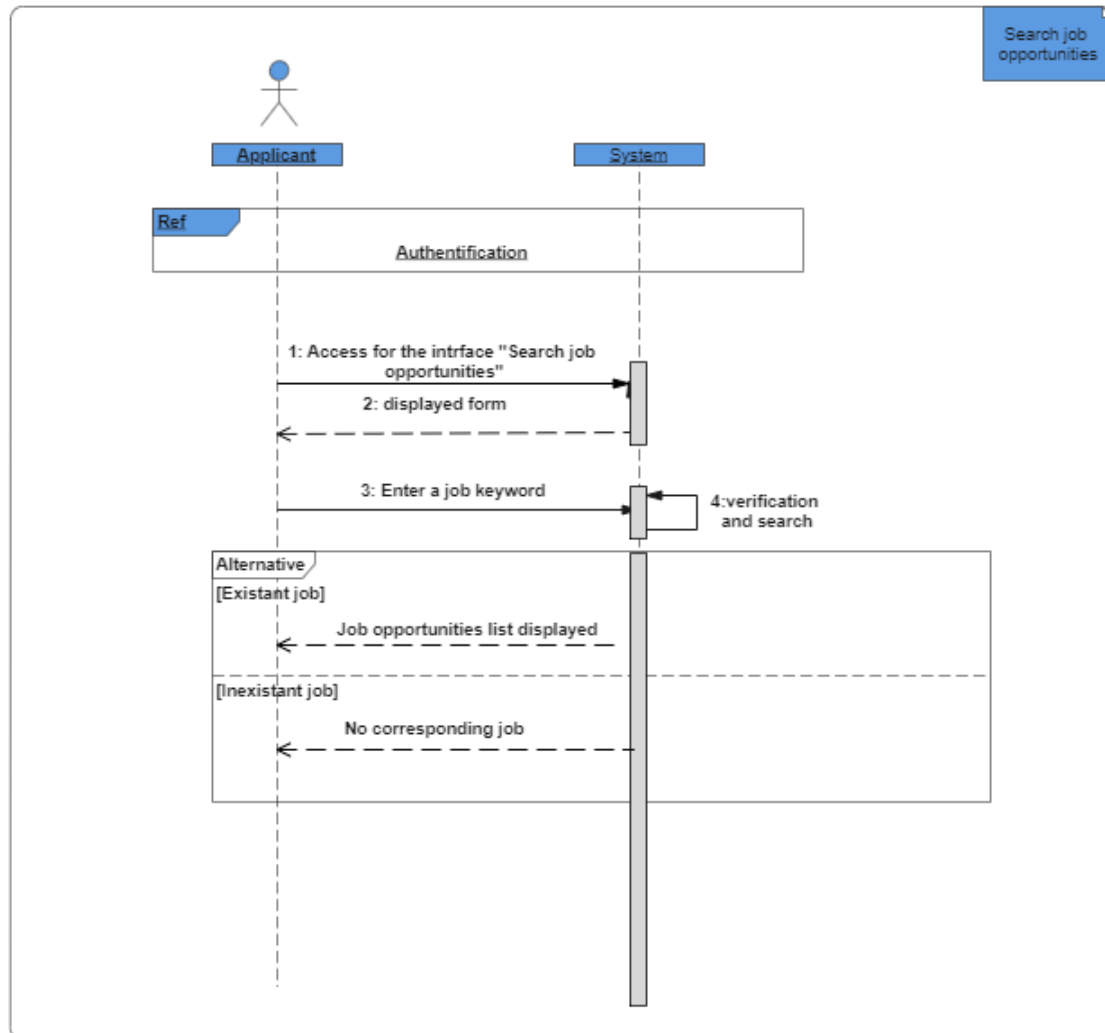 Search job
opportunities
Applicant
System
Ref
Authentification
1: Access for the intrface "Search job
opportunities"
2: displayed form
3: Enter a job keyword
4:verification
and search
Alternative
[Existant job]
Job opportunities list displayed
[Inexistant job]
No corresponding job